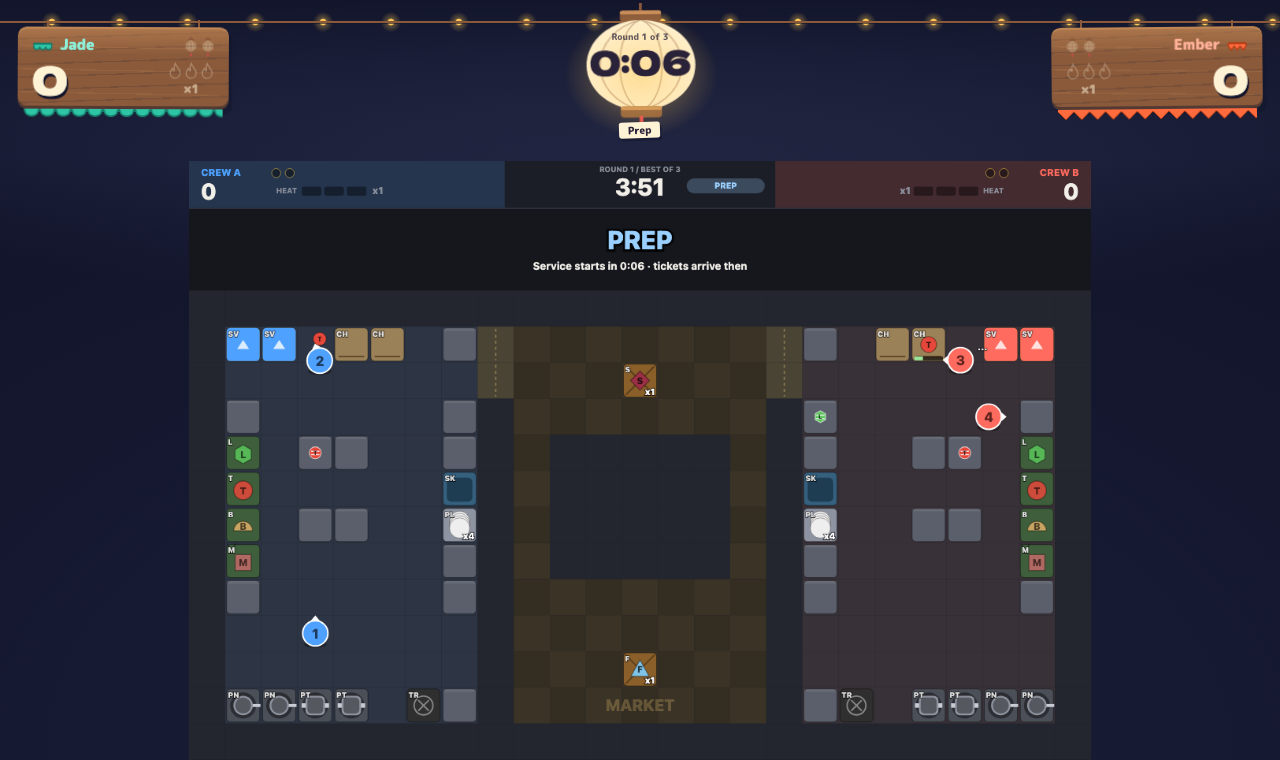 Round 1 of 3
Jade
0:06
Ember
0
x1
x1
0
Prep
CREW A
ROUND 1 / BEST OF 3
CREW B
0
HEAT
x1
3:51
PREP
x1
HEAT
0
PREP
Service starts in 0:06 · tickets arrive then
SV
SV
T
CH
CH
CH
CH
T
...
SV
SV
2
3
S
S
x1
L
4
L
L
L
L
T
T
SK
SK
T
T
B
B
PL
x4
PL
x4
B
B
M
M
M
M
1
F
F
x1
PN
PN
PT
PT
TR
MARKET
TR
PT
PT
PN
PN